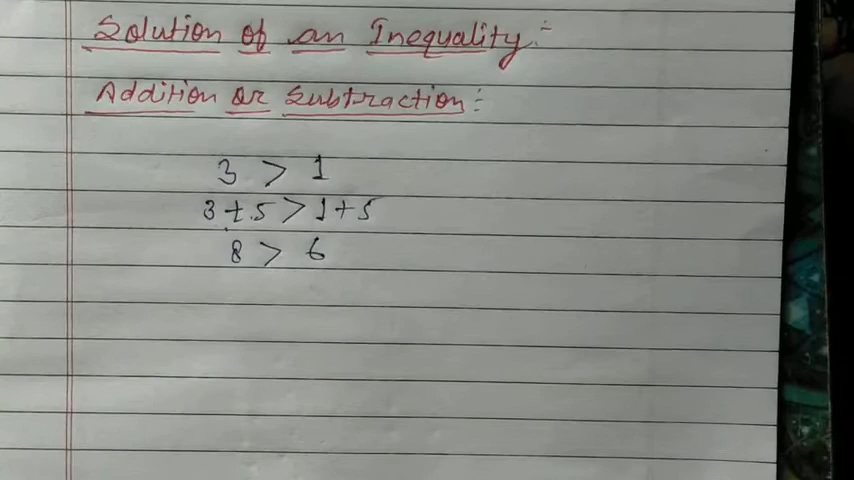 Solution of an Inequality:-
Addition or Subtraction:-
3 > 1
3 + 5 > 1 + 5
8 > 6